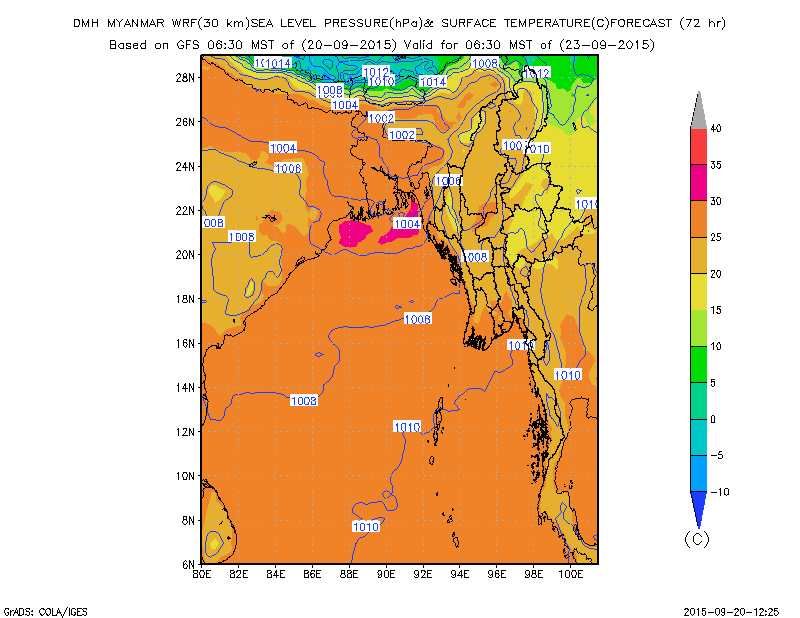 DMH MYANMAR WRF(30 km)SEA LEVEL PRESSURE(hPa)& SURFACE TEMPERATURE(C)FORECAST (72 hr)
Based on GFS 06:30 MST of (20-09-2015) Valid for 06:30 MST of (23-09-2015)
1014 1008
1012 1012
28N 1010 1014
1008
1004 40
26N 1002
1002 35
1004 1010
24N 1006
1006 30
22N
1004 25
1008
20N 1008
20
18N
1006 15
16N 1010 10
1010
14N 1008 5
1010 0
12N
-5
10N
-10
8N 1010
(C)
6N
80E 82E 84E 86E 88E 90E 92E 94E 96E 98E 100E
GrADS: COLA/IGES 2015-09-20-12:25